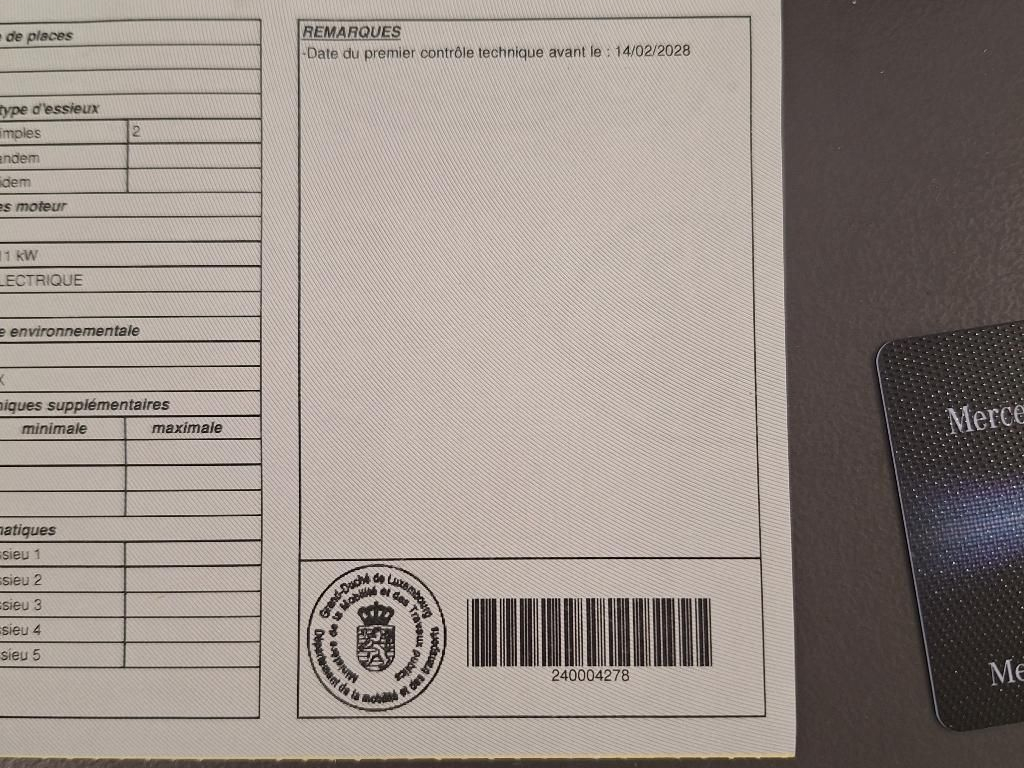 de places
type d'essieux
imples 2
andem
idem
es moteur
11 kW
LECTRIQUE
e environnementale
X
niques supplémentaires
minimale maximale
natiques
ssieu 1
ssieu 2
ssieu 3
ssieu 4
ssieu 5
REMARQUES
-Date du premier contrôle technique avant le : 14/02/2028
Grand-Duché de Luxembourg
Ministère de la Mobilité et des Travaux publics
Département de la mobilité et des transports
240004278
Merce
Me